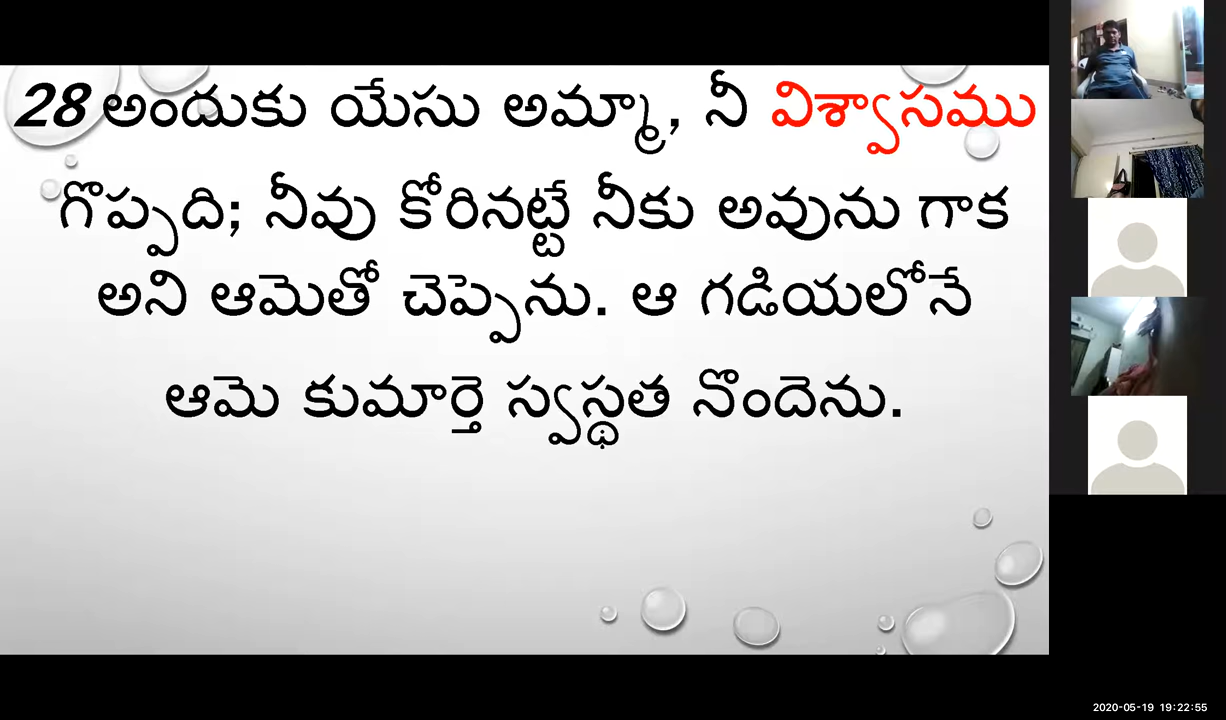 28 అందుకు యేసు అమ్మా, నీ విశ్వాసము
గొప్పది; నీవు కోరినట్టే నీకు అవును గాక
అని ఆమెతో చెప్పెను. ఆ గడియలోనే
ఆమె కుమార్తె స్వస్థత నొందెను.
2020-05-19 19:22:55